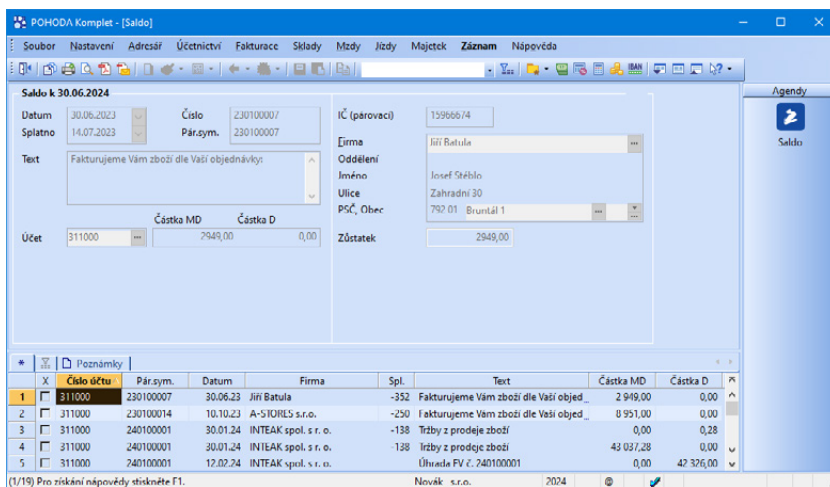 POHODA Komplet - [Saldo]
Soubor Nastavení Adresář Účetnictví Fakturace Sklady Mzdy Jízdy Majetek Záznam Nápověda
IBAN
Saldo k 30.06.2024
Agendy
Saldo
Datum 30.06.2023 Číslo 230100007
Splatno 14.07.2023 Pár.sym. 230100007
Text Fakturujeme Vám zboží dle Vaší objednávky:
Částka MD Částka D
Účet 311000 2949,00 0,00
IČ (párovací) 15966674
Firma Jiří Batula
Oddělení
Jméno Josef Stéblo
Ulice Zahradní 30
PSČ, Obec 792 01 Bruntál 1
Zůstatek 2949,00
Poznámky
X Číslo účtu Pár.sym. Datum Firma Spl. Text Částka MD Částka D
1 311000 230100007 30.06.23 Jiří Batula -352 Fakturujeme Vám zboží dle Vaší objed... 2 949,00 0,00
2 311000 230100014 10.10.23 A-STORES s.r.o. -250 Fakturujeme Vám zboží dle Vaší objed... 8 951,00 0,00
3 311000 240100001 30.01.24 INTEAK spol. s r. o. -138 Tržby z prodeje zboží 0,00 0,28
4 311000 240100001 30.01.24 INTEAK spol. s r. o. -138 Tržby z prodeje zboží 43 037,28 0,00
5 311000 240100001 12.02.24 INTEAK spol. s r. o. Úhrada FV č. 240100001 0,00 42 326,00
(1/19) Pro získání nápovědy stiskněte F1. Novák s.r.o. 2024 @